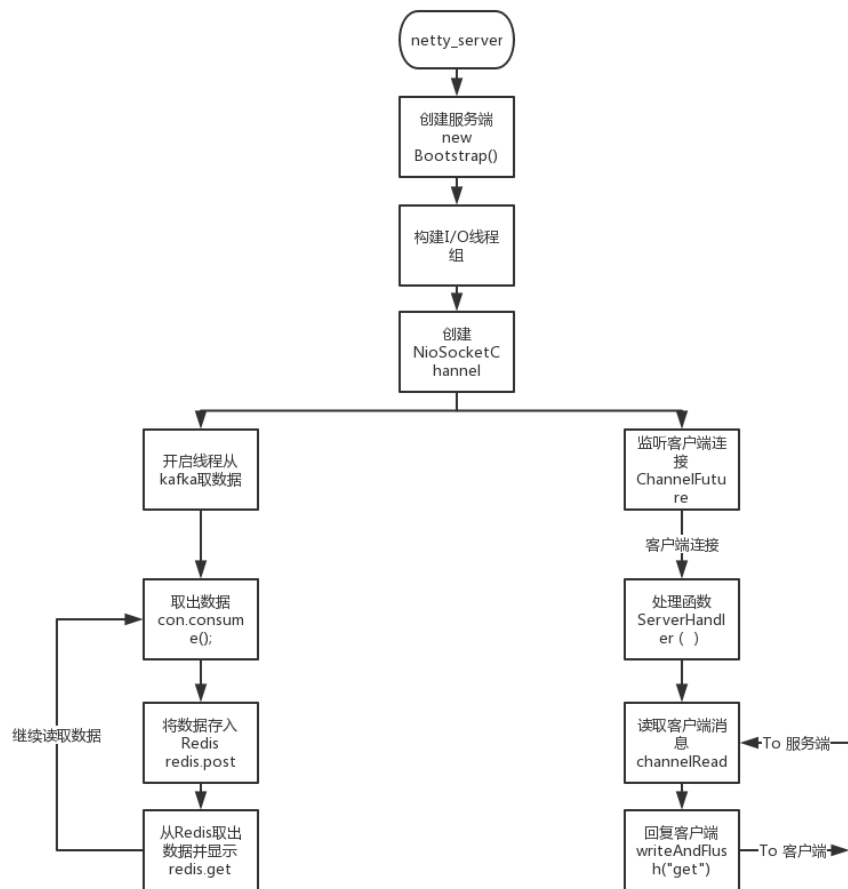 netty_server
创建服务端
new
Bootstrap()
构建I/O线程
组
创建
NioSocketC
hannel
开启线程从
kafka取数据
监听客户端连
接
ChannelFutu
re
客户端连接
取出数据
con.consum
e();
处理函数
ServerHandl
er ( )
继续读取数据
将数据存入
Redis
redis.post
读取客户端消
息
channelRead
To 服务端
从Redis取出
数据并显示
redis.get
回复客户端
writeAndFlus
h("get")
To 客户端